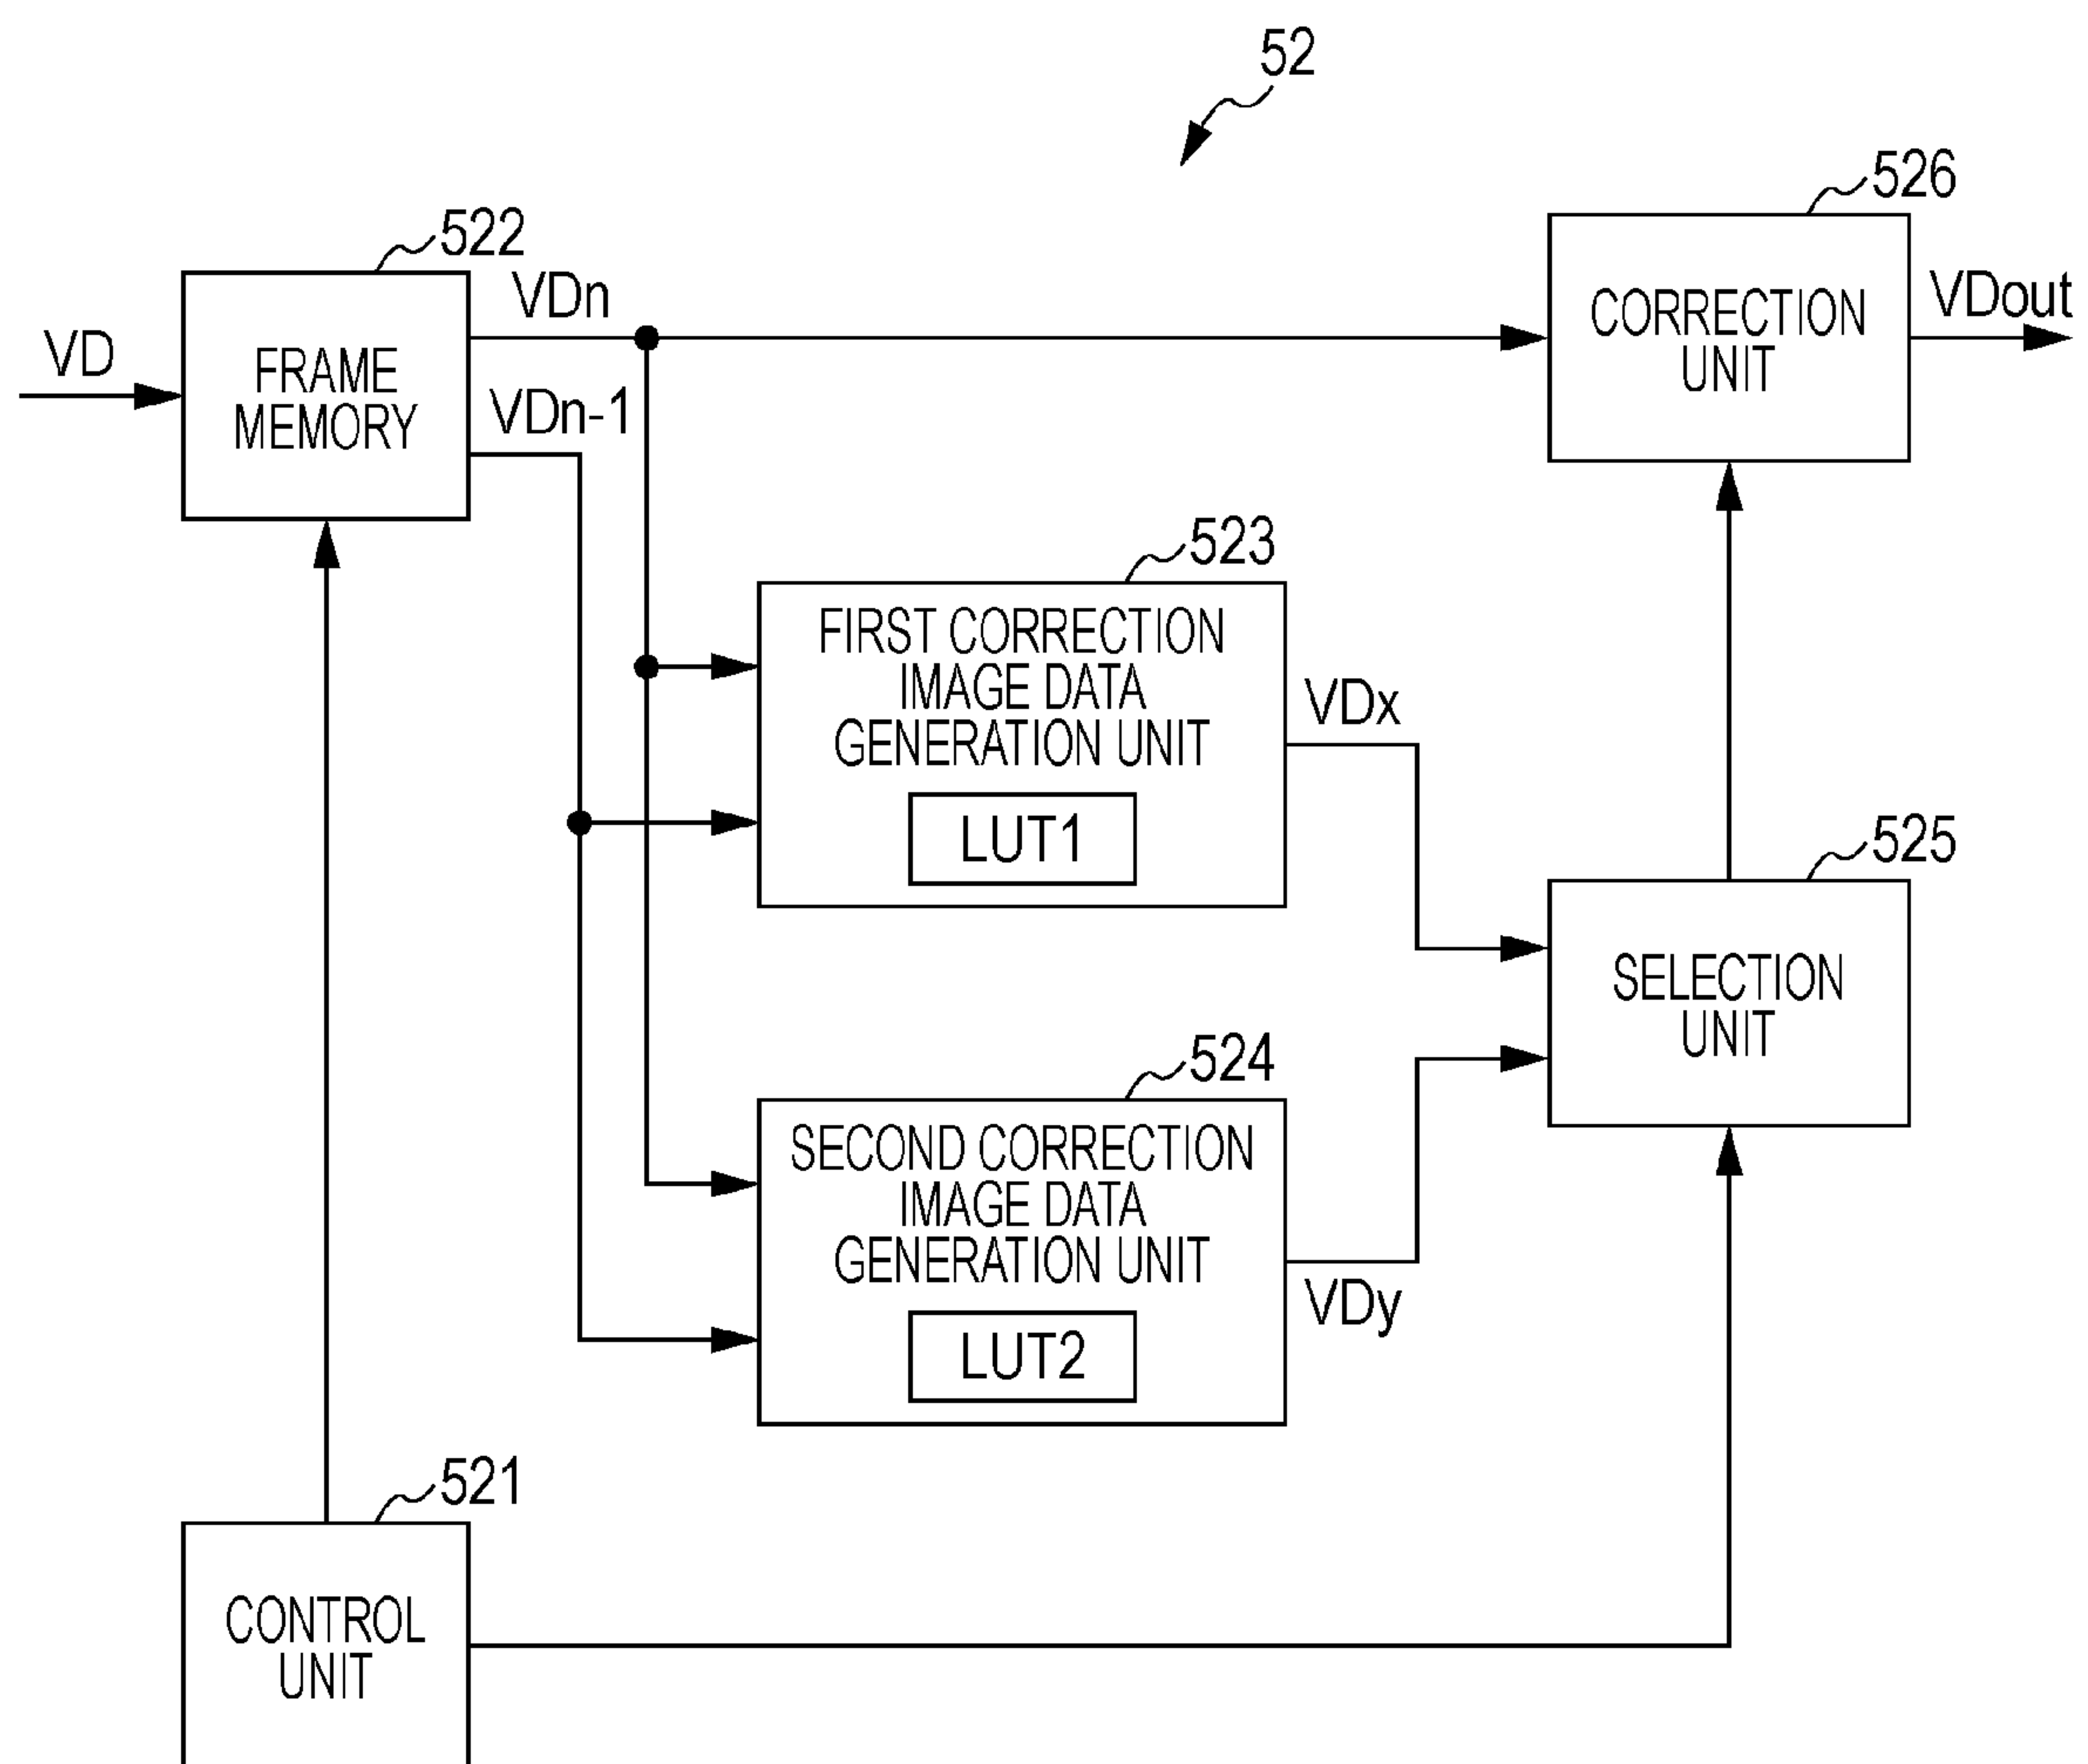 52
526
522
VDn
CORRECTION
UNIT
VDout
VD
FRAME
MEMORY
VDn-1
523
FIRST CORRECTION
IMAGE DATA
GENERATION UNIT
LUT1
VDx
525
SELECTION
UNIT
524
SECOND CORRECTION
IMAGE DATA
GENERATION UNIT
LUT2
VDy
521
CONTROL
UNIT